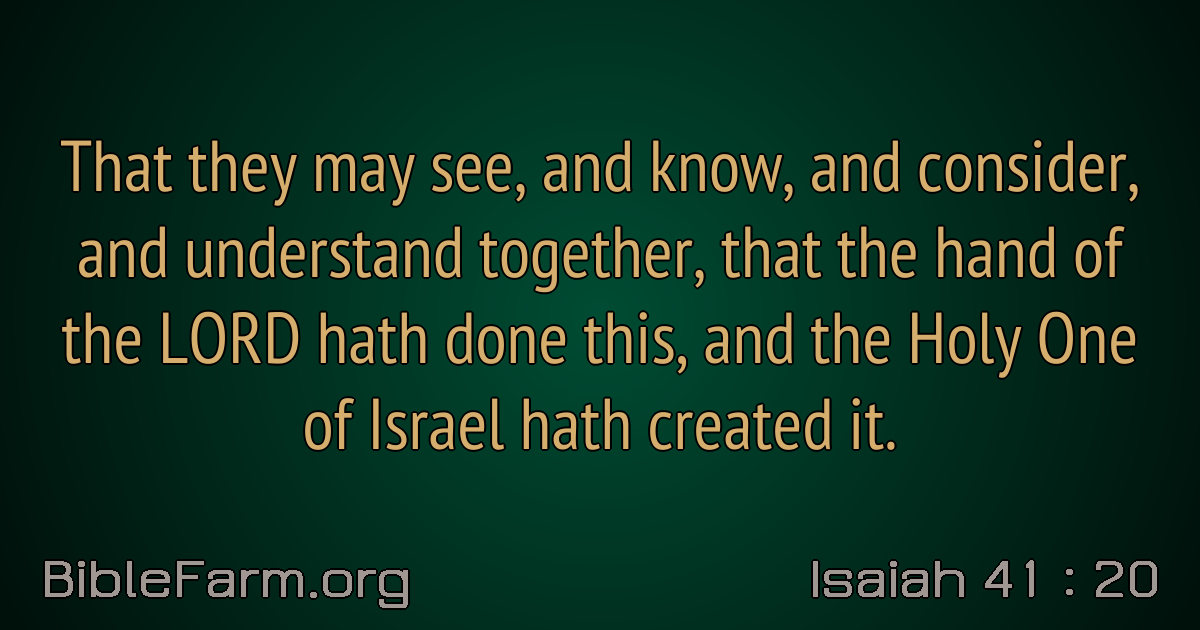 That they may see, and know, and consider,
and understand together, that the hand of
the LORD hath done this, and the Holy One
of Israel hath created it.
BibleFarm.org
Isaiah 41 : 20